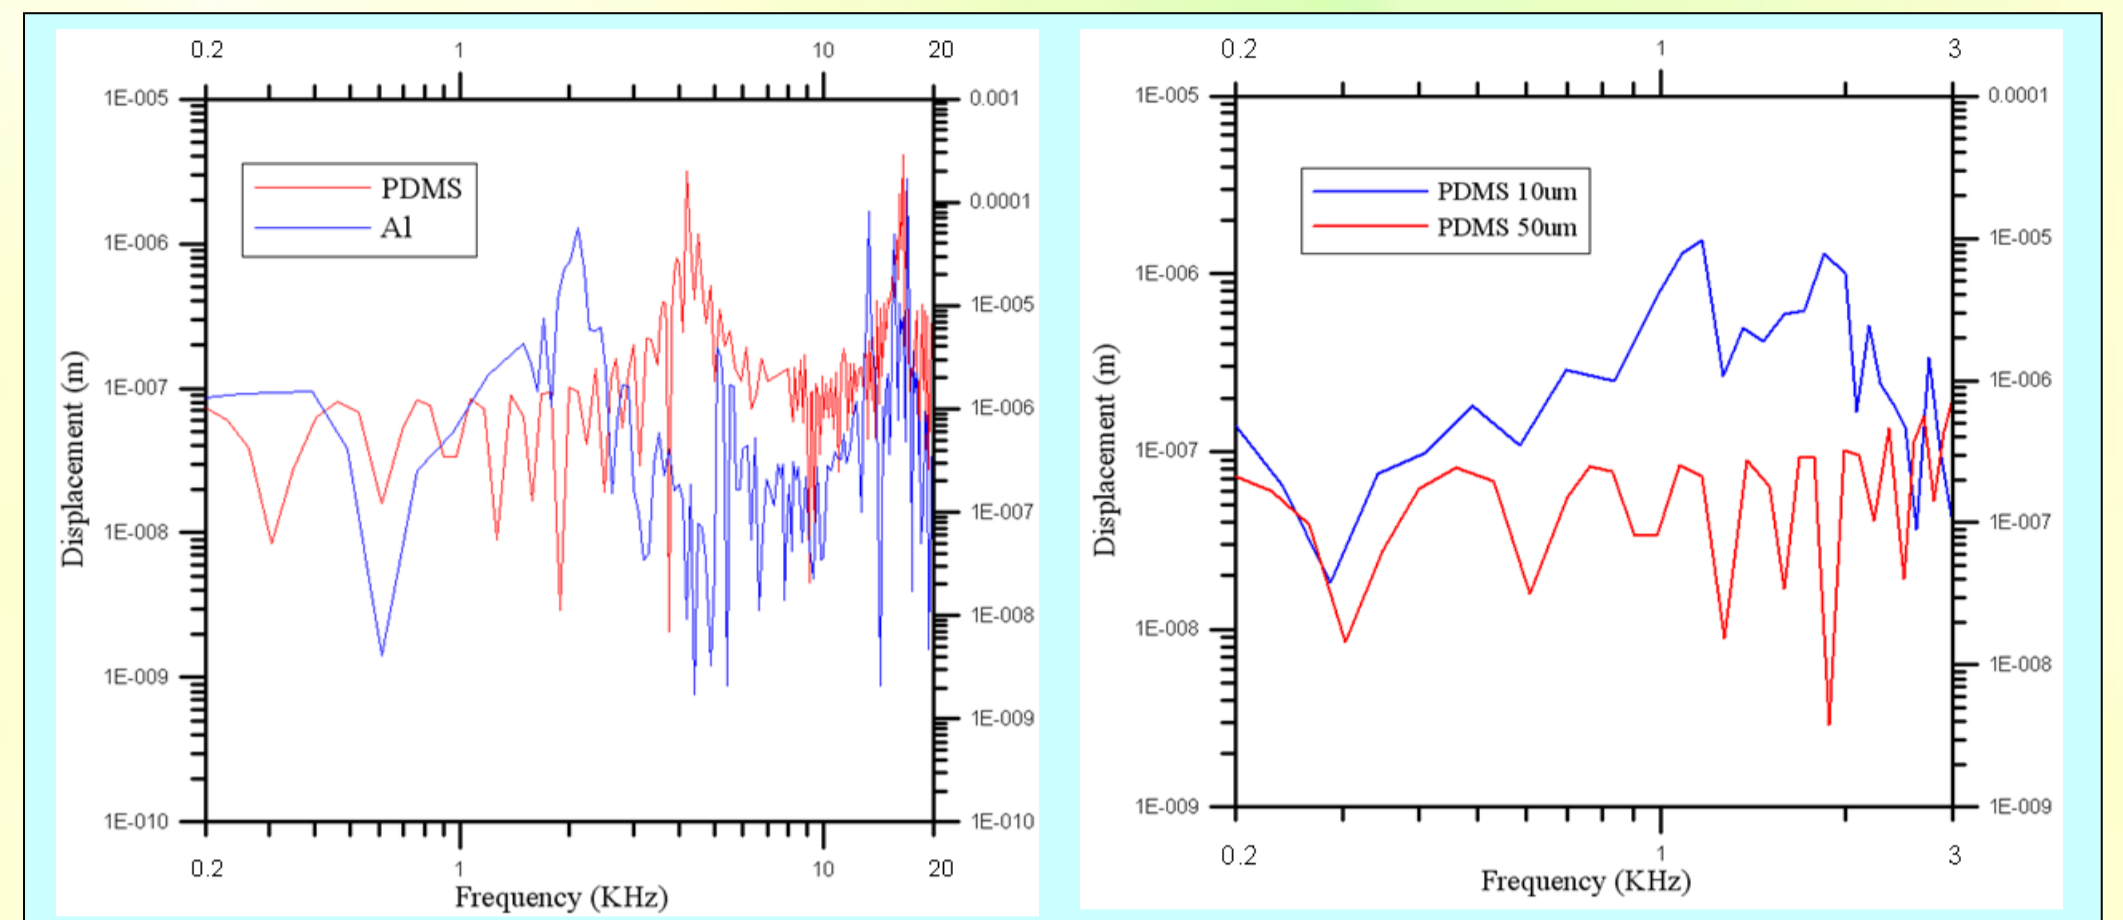 0.2 1 10 20
1E-005
1E-006
1E-007
1E-008
1E-009
1E-010
Displacement (m)
PDMS
Al
0.001
0.0001
1E-005
1E-006
1E-007
1E-008
1E-009
1E-010
0.2 1 10 20
Frequency (KHz)
0.2 1 3
1E-005
1E-006
1E-007
1E-008
1E-009
Displacement (m)
PDMS 10um
PDMS 50um
0.0001
1E-005
1E-006
1E-007
1E-008
1E-009
0.2 1 3
Frequency (KHz)